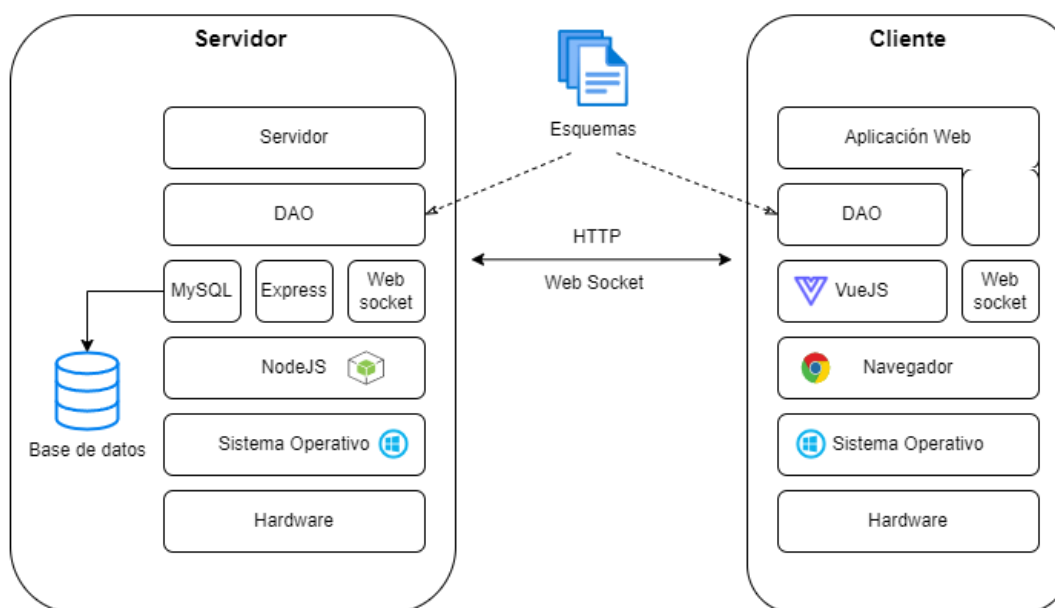 Servidor
Cliente
Esquemas
Servidor
Aplicación Web
DAO
DAO
HTTP
Web Socket
MySQL
Express
Web
socket
VueJS
Web
socket
NodeJS
Navegador
Base de datos
Sistema Operativo
Sistema Operativo
Hardware
Hardware